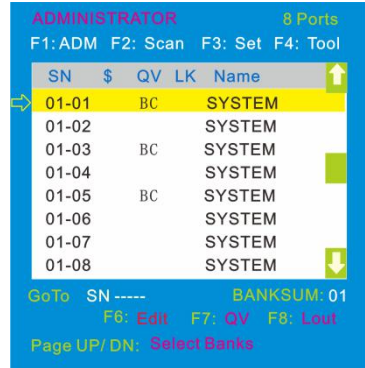 ADMINISTRATOR 8 Ports
F1: ADM F2: Scan F3: Set F4: Tool
SN $ QV LK Name
01-01 BC SYSTEM
01-02 SYSTEM
01-03 BC SYSTEM
01-04 SYSTEM
01-05 BC SYSTEM
01-06 SYSTEM
01-07 SYSTEM
01-08 SYSTEM
GoTo SN ----- BANKSUM: 01
F6: Edit F7: QV F8: Lout
Page UP/ DN: Select Banks